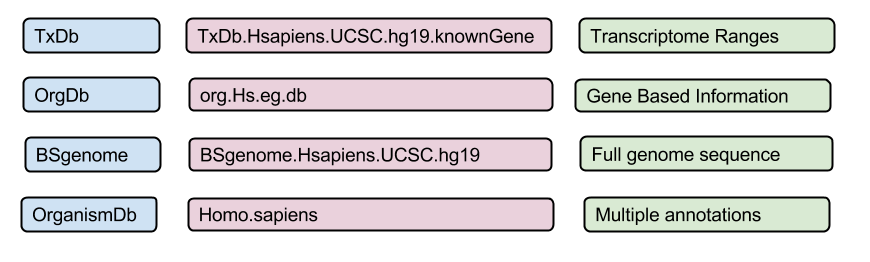 TxDb TxDb.Hsapiens.UCSC.hg19.knownGene Transcriptome Ranges
OrgDb org.Hs.eg.db Gene Based Information
BSgenome BSgenome.Hsapiens.UCSC.hg19 Full genome sequence
OrganismDb Homo.sapiens Multiple annotations